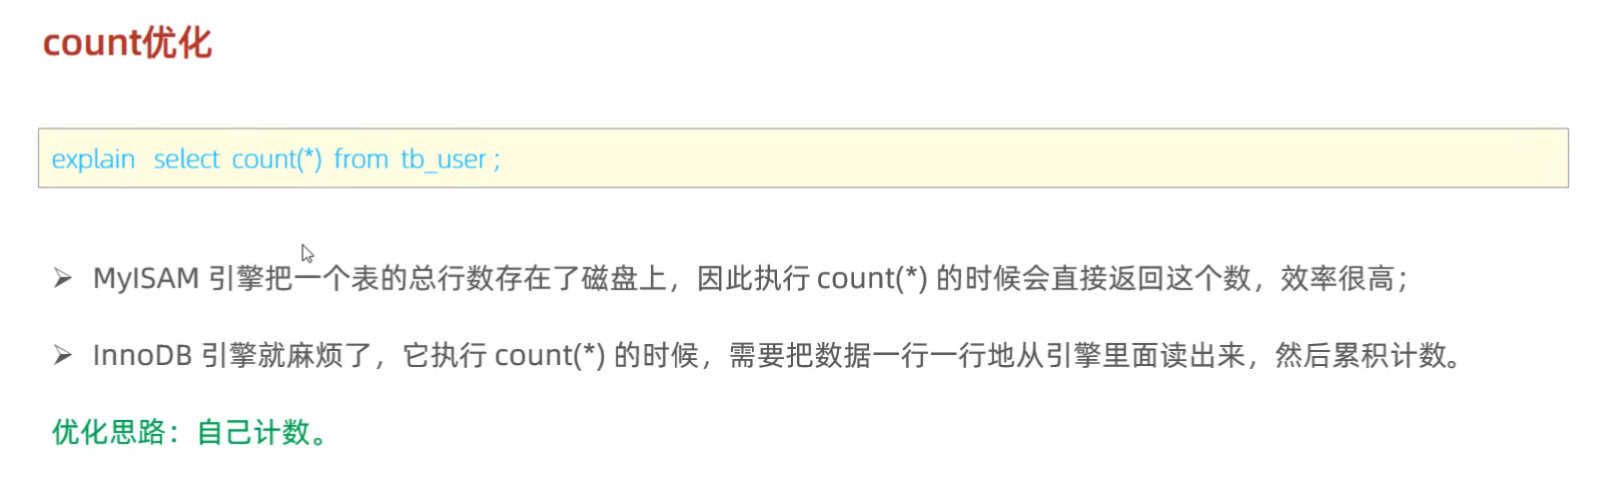 count优化
explain select count(*) from tb_user ;
➢ MyISAM 引擎把一个表的总行数存在了磁盘上，因此执行 count(*) 的时候会直接返回这个数，效率很高；
➢ InnoDB 引擎就麻烦了，它执行 count(*) 的时候，需要把数据一行一行地从引擎里面读出来，然后累积计数。
优化思路：自己计数。